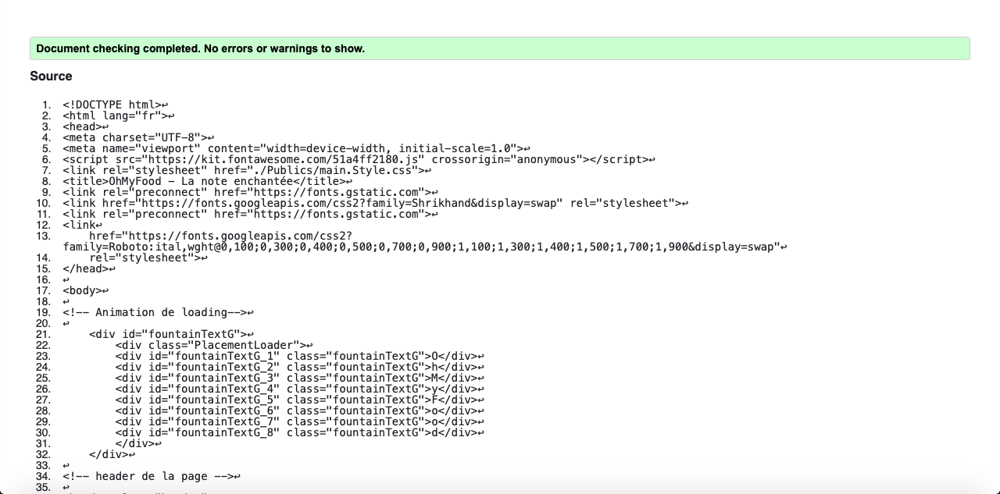 Document checking completed. No errors or warnings to show.
Source
1. <!DOCTYPE html>↩
2. <html lang="fr">↩
3. <head>↩
4. <meta charset="UTF-8">↩
5. <meta name="viewport" content="width=device-width, initial-scale=1.0">↩
6. <script src="https://kit.fontawesome.com/51a4ff2180.js" crossorigin="anonymous"></script>↩
7. <link rel="stylesheet" href="./Publics/main.Style.css">↩
8. <title>OhMyFood - La note enchantée</title>↩
9. <link rel="preconnect" href="https://fonts.gstatic.com">↩
10. <link href="https://fonts.googleapis.com/css2?family=Shrikhand&display=swap" rel="stylesheet">↩
11. <link rel="preconnect" href="https://fonts.gstatic.com">↩
12. <link↩
13. href="https://fonts.googleapis.com/css2?
family=Roboto:ital,wght@0,100;0,300;0,400;0,500;0,700;0,900;1,100;1,300;1,400;1,500;1,700;1,900&display=swap"↩
14. rel="stylesheet">↩
15. </head>↩
16. ↩
17. <body>↩
18. ↩
19. <!-- Animation de loading-->↩
20. ↩
21. <div id="fountainTextG">↩
22. <div class="PlacementLoader">↩
23. <div id="fountainTextG_1" class="fountainTextG">O</div>↩
24. <div id="fountainTextG_2" class="fountainTextG">h</div>↩
25. <div id="fountainTextG_3" class="fountainTextG">M</div>↩
26. <div id="fountainTextG_4" class="fountainTextG">y</div>↩
27. <div id="fountainTextG_5" class="fountainTextG">F</div>↩
28. <div id="fountainTextG_6" class="fountainTextG">o</div>↩
29. <div id="fountainTextG_7" class="fountainTextG">o</div>↩
30. <div id="fountainTextG_8" class="fountainTextG">d</div>↩
31. </div>↩
32. </div>↩
33. ↩
34. <!-- header de la page -->↩
35. ↩